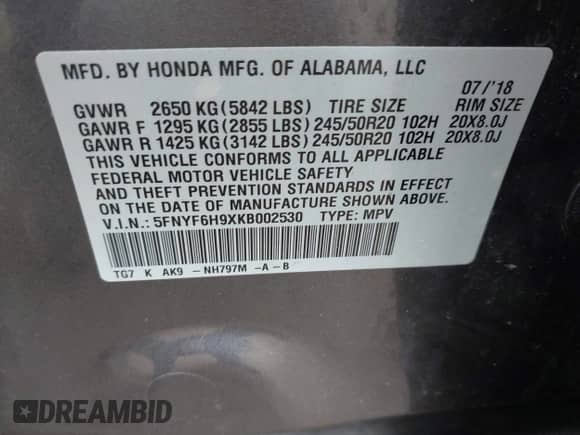 MFD. BY HONDA MFG. OF ALABAMA, LLC
07/'18
GVWR 2650 KG (5842 LBS) TIRE SIZE RIM SIZE
GAWR F 1295 KG (2855 LBS) 245/50R20 102H 20X8.0J
GAWR R 1425 KG (3142 LBS) 245/50R20 102H 20X8.0J
THIS VEHICLE CONFORMS TO ALL APPLICABLE
FEDERAL MOTOR VEHICLE SAFETY
AND THEFT PREVENTION STANDARDS IN EFFECT
ON THE DATE OF MANUFACTURE SHOWN ABOVE.
V.I.N.: 5FNYF6H9XKB002530 TYPE: MPV
TG7 K AK9 - NH797M - A - B
DREAMBID